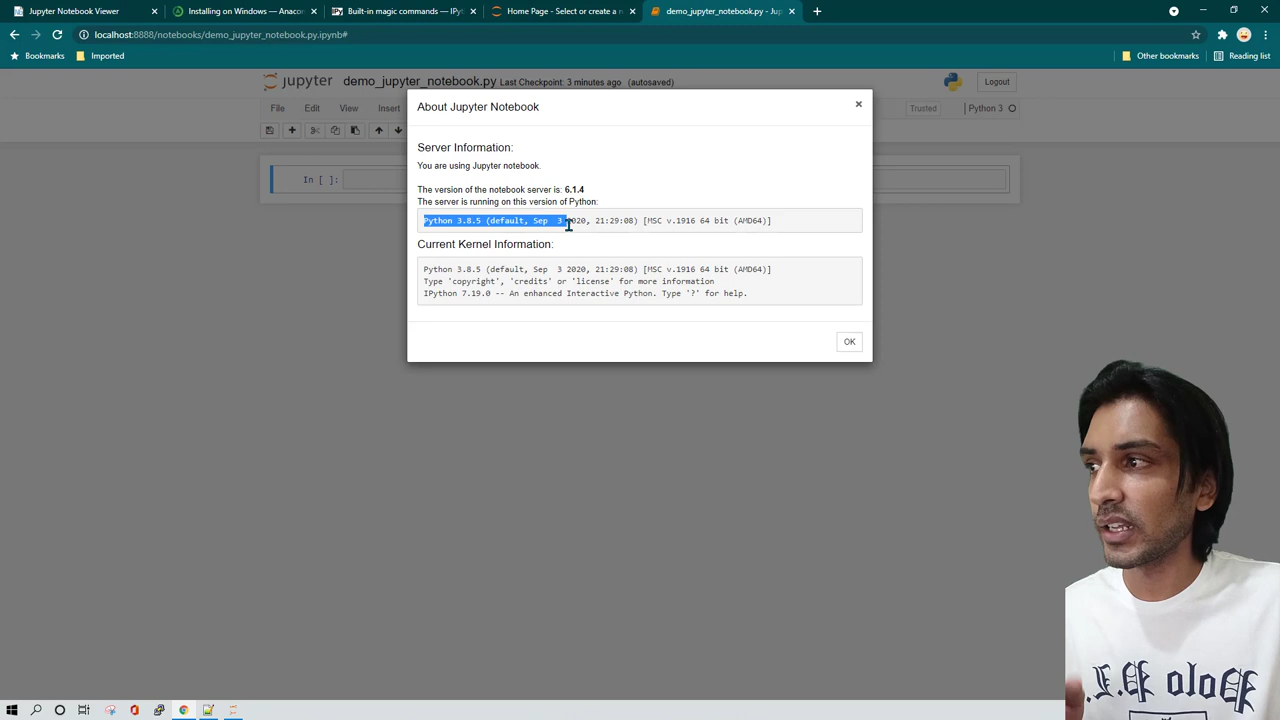 Jupyter Notebook Viewer
Installing on Windows — Anacon
Built-in magic commands — IPyt
Home Page - Select or create a n
demo_jupyter_notebook.py - Jup
localhost:8888/notebooks/demo_jupyter_notebook.py.ipynb#
Bookmarks
Imported
Other bookmarks
Reading list
jupyter demo_jupyter_notebook.py Last Checkpoint: 3 minutes ago (autosaved)
Logout
File Edit View Insert
Trusted
Python 3
In [ ]:
About Jupyter Notebook
×
Server Information:
You are using Jupyter notebook.
The version of the notebook server is: 6.1.4
The server is running on this version of Python:
Python 3.8.5 (default, Sep  3 2020, 21:29:08) [MSC v.1916 64 bit (AMD64)]
Current Kernel Information:
Python 3.8.5 (default, Sep  3 2020, 21:29:08) [MSC v.1916 64 bit (AMD64)]
Type 'copyright', 'credits' or 'license' for more information
IPython 7.19.0 -- An enhanced Interactive Python. Type '?' for help.
OK
Polo